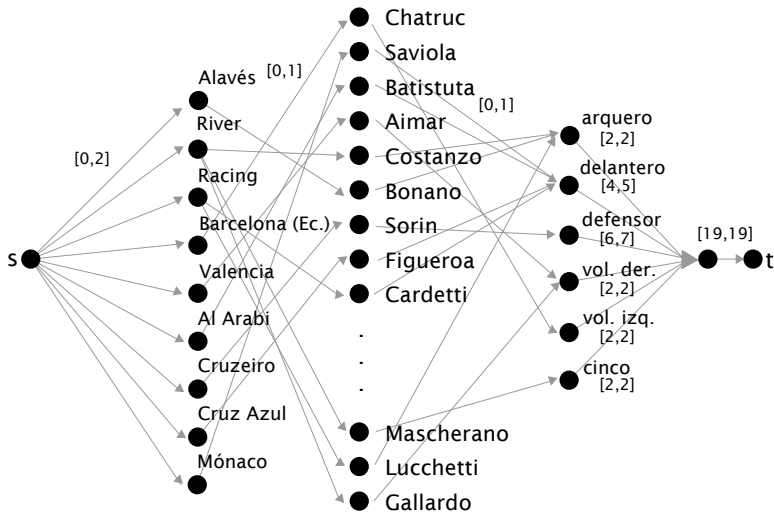 Chatruc
Saviola
Alavés
[0,1]
Batistuta
[0,1]
River
Aimar
arquero
[2,2]
[0,2]
Costanzo
Racing
Bonano
delantero
[4,5]
Barcelona (Ec.)
Sorin
defensor
[6,7]
[19,19]
s
Valencia
Figueroa
vol. der.
[2,2]
t
Cardetti
Al Arabi
vol. izq.
[2,2]
Cruzeiro
cinco
[2,2]
Cruz Azul
Mascherano
Mónaco
Lucchetti
Gallardo